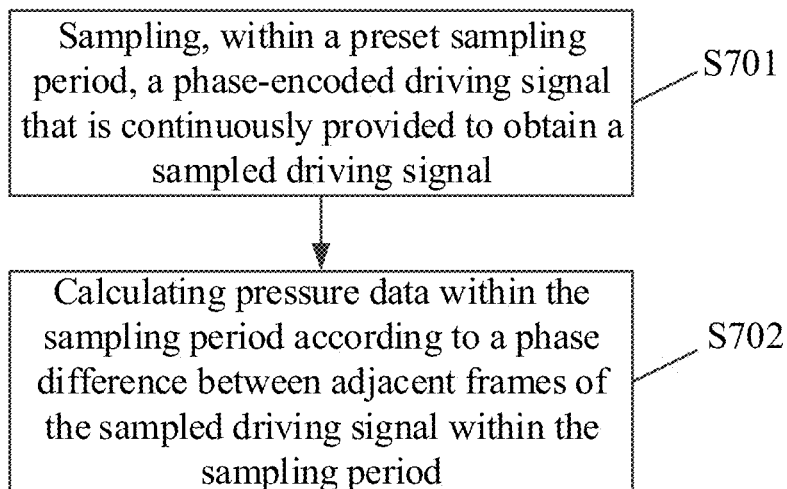 Sampling, within a preset sampling
period, a phase-encoded driving signal
that is continuously provided to obtain a
sampled driving signal
S701
Calculating pressure data within the
sampling period according to a phase
difference between adjacent frames of
the sampled driving signal within the
sampling period
S702